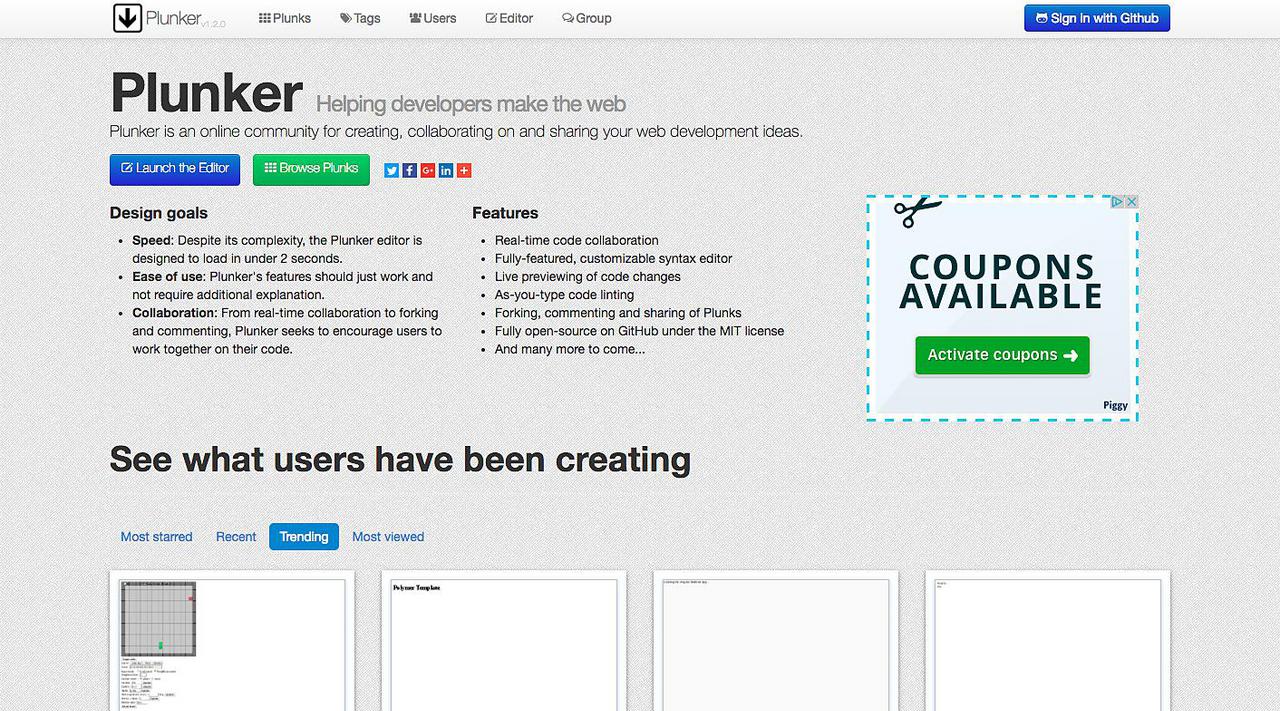 Plunker v1.2.0 Plunks Tags Users Editor Group Sign in with Github
Plunker Helping developers make the web
Plunker is an online community for creating, collaborating on and sharing your web development ideas.
Launch the Editor Browse Plunks
Design goals
Speed: Despite its complexity, the Plunker editor is
designed to load in under 2 seconds.
Ease of use: Plunker's features should just work and
not require additional explanation.
Collaboration: From real-time collaboration to forking
and commenting, Plunker seeks to encourage users to
work together on their code.
Features
Real-time code collaboration
Fully-featured, customizable syntax editor
Live previewing of code changes
As-you-type code linting
Forking, commenting and sharing of Plunks
Fully open-source on GitHub under the MIT license
And many more to come...
COUPONS
AVAILABLE
Activate coupons
Piggy
See what users have been creating
Most starred Recent Trending Most viewed
Polymer Template